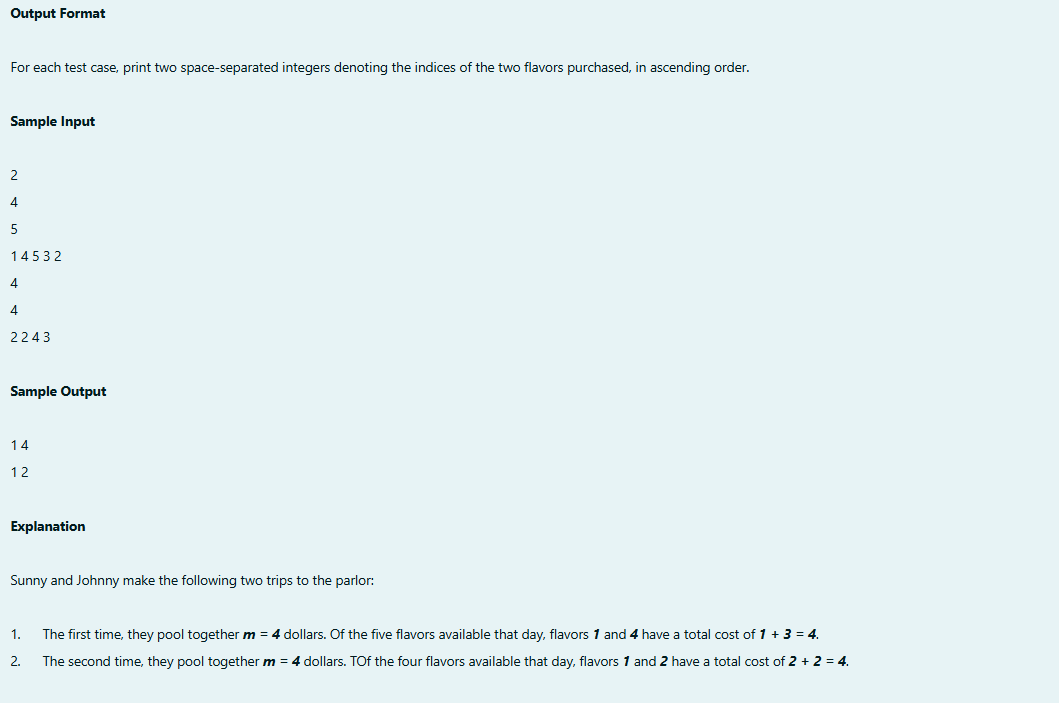 Output Format
For each test case, print two space-separated integers denoting the indices of the two flavors purchased, in ascending order.
Sample Input
2
4
5
1 4 5 3 2
4
4
2 2 4 3
Sample Output
1 4
1 2
Explanation
Sunny and Johnny make the following two trips to the parlor:
1. The first time, they pool together m = 4 dollars. Of the five flavors available that day, flavors 1 and 4 have a total cost of 1 + 3 = 4.
2. The second time, they pool together m = 4 dollars. TOf the four flavors available that day, flavors 1 and 2 have a total cost of 2 + 2 = 4.